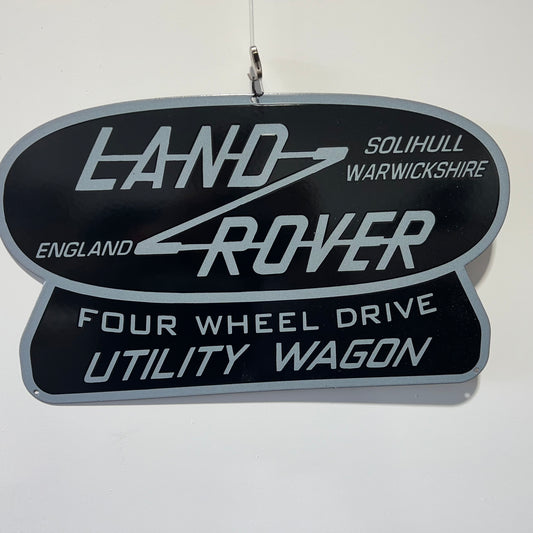 LAND
SOLIHULL
WARWICKSHIRE
ENGLAND
ROVER
FOUR WHEEL DRIVE
UTILITY WAGON